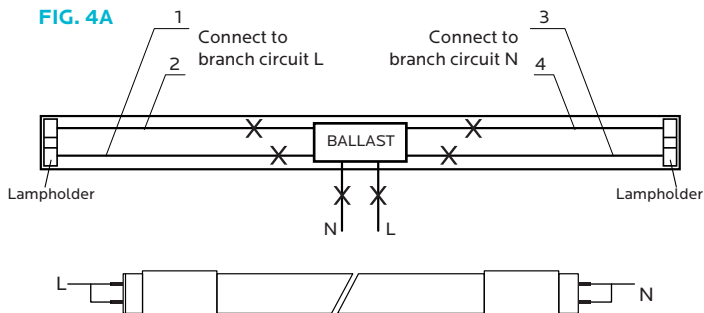 FIG. 4A
1
3
Connect to
branch circuit L
Connect to
branch circuit N
2
4
BALLAST
Lampholder
Lampholder
N
L
L
N